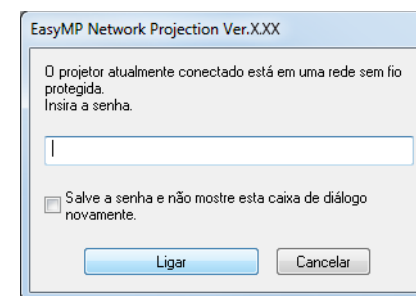 EasyMP Network Projection Ver.X.XX
O projetor atualmente conectado está em uma rede sem fio
protegida.
Insira a senha.
Salve a senha e não mostre esta caixa de diálogo
novamente.
Ligar
Cancelar